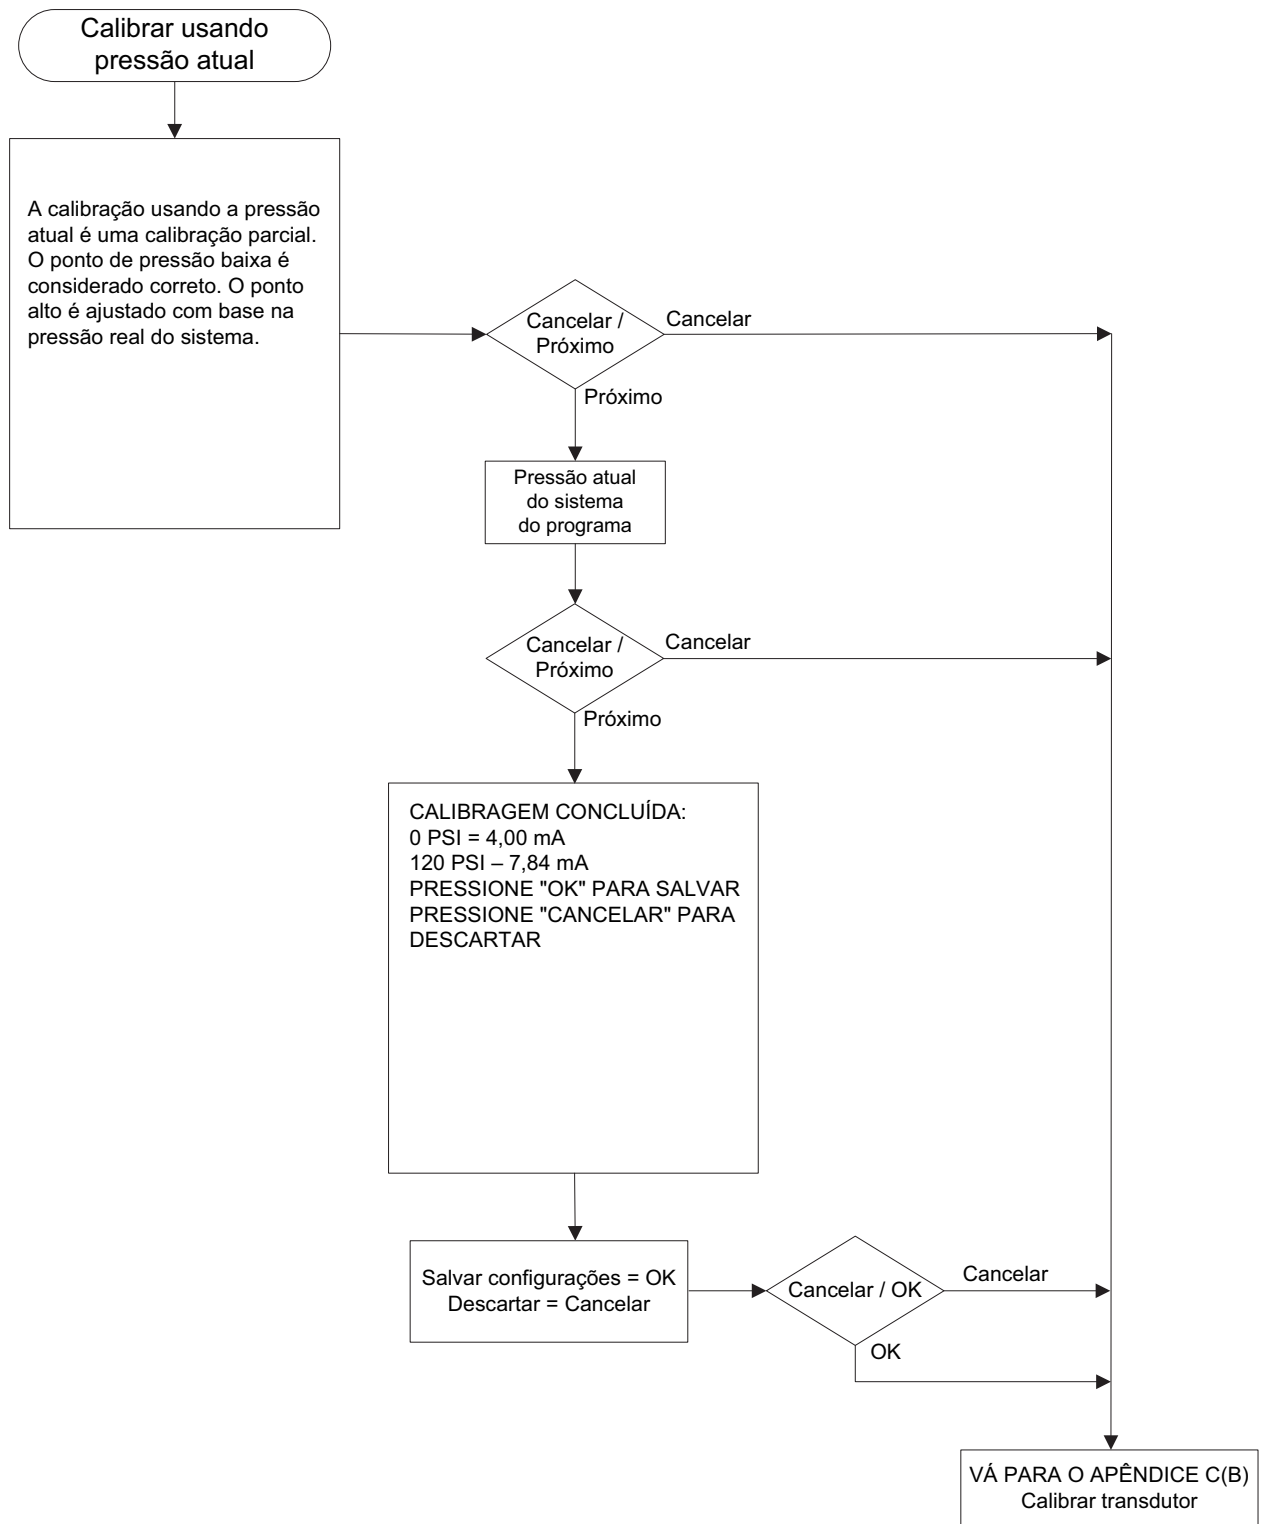 Calibrar usando
pressão atual
A calibração usando a pressão
atual é uma calibração parcial.
O ponto de pressão baixa é
considerado correto. O ponto
alto é ajustado com base na
pressão real do sistema.
Cancelar /
Próximo
Cancelar
Próximo
Pressão atual
do sistema
do programa
Cancelar /
Próximo
Cancelar
Próximo
CALIBRAGEM CONCLUÍDA:
0 PSI = 4,00 mA
120 PSI – 7,84 mA
PRESSIONE "OK" PARA SALVAR
PRESSIONE "CANCELAR" PARA
DESCARTAR
Salvar configurações = OK
Descartar = Cancelar
Cancelar / OK
Cancelar
OK
VÁ PARA O APÊNDICE C(B)
Calibrar transdutor